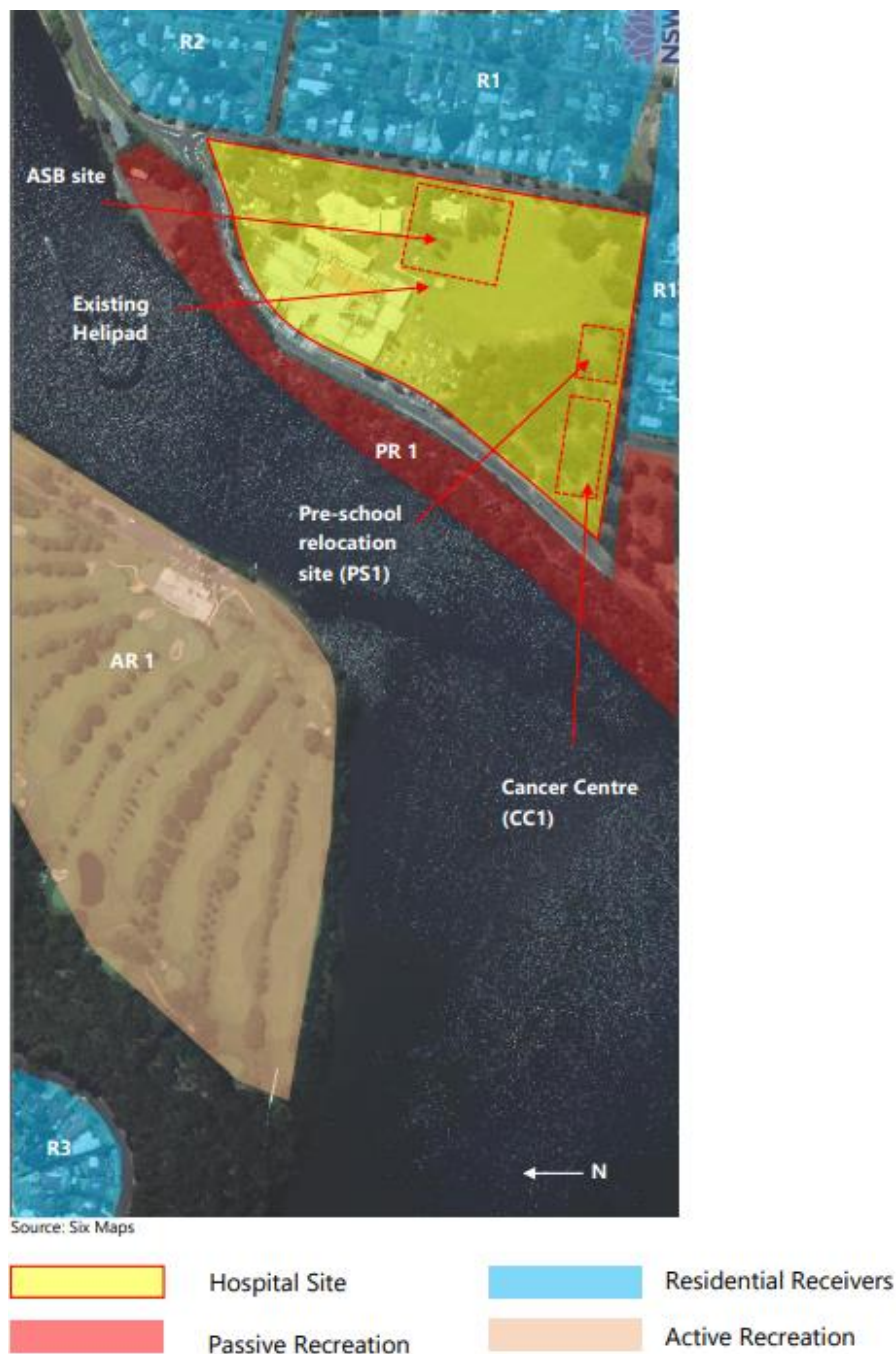 R2
R1
NSW
ASB site
Existing
Helipad
R1
PR 1
Pre-school
relocation
site (PS1)
AR 1
Cancer Centre
(CC1)
R3
N
Source: Six Maps
Hospital Site
Residential Receivers
Passive Recreation
Active Recreation